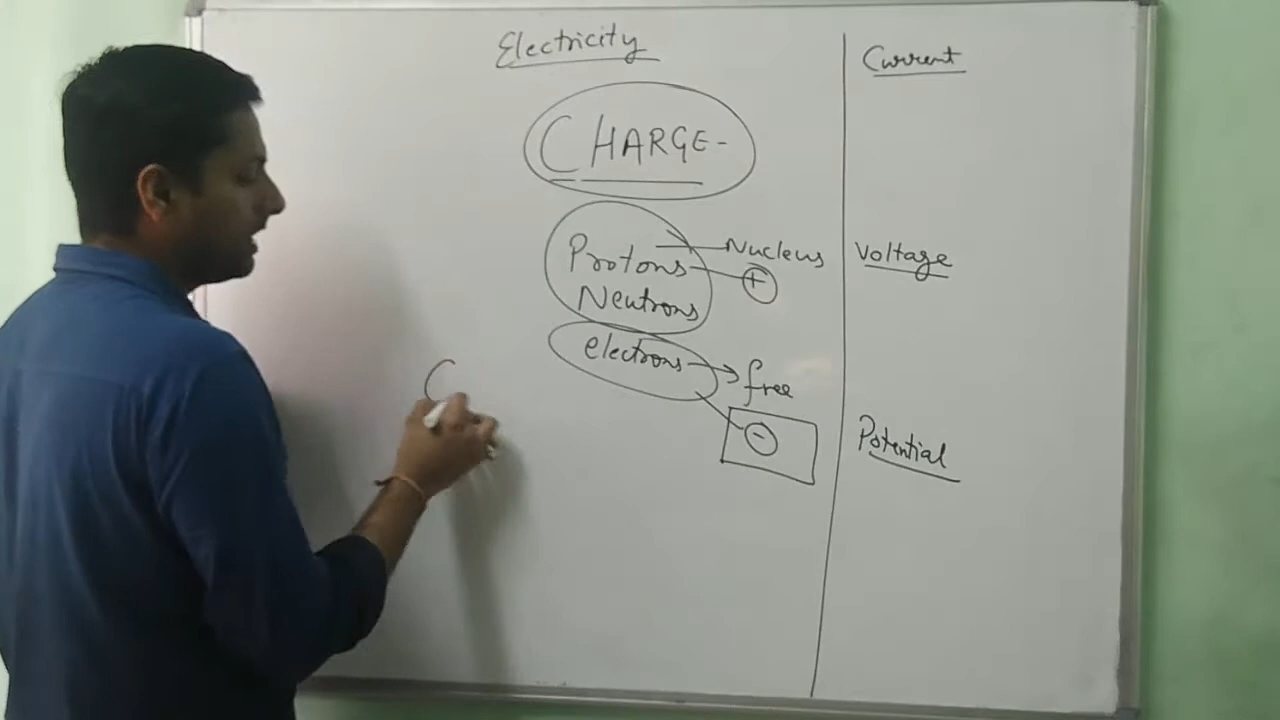 Electricity
CHARGE-
Protons Nucleus
+
Neutrons
electrons → free
-
C
Current
Voltage
Potential